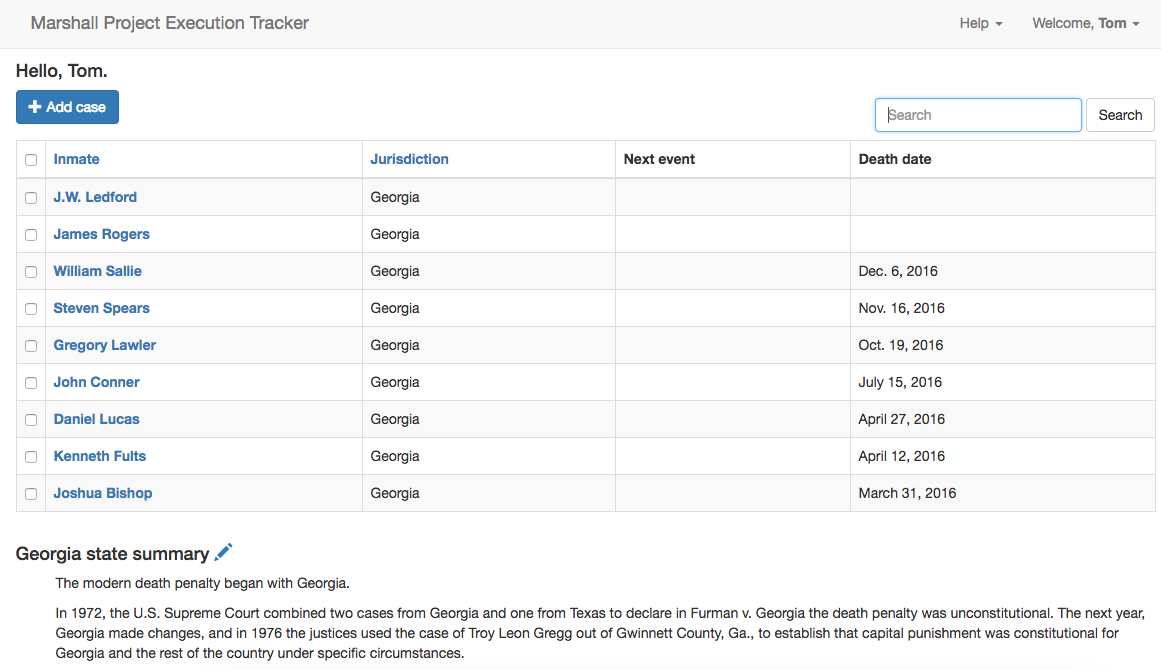 Marshall Project Execution Tracker Help Welcome, Tom
Hello, Tom.
Add case
Search Search
Inmate Jurisdiction Next event Death date
J.W. Ledford Georgia
James Rogers Georgia
William Sallie Georgia Dec. 6, 2016
Steven Spears Georgia Nov. 16, 2016
Gregory Lawler Georgia Oct. 19, 2016
John Conner Georgia July 15, 2016
Daniel Lucas Georgia April 27, 2016
Kenneth Fults Georgia April 12, 2016
Joshua Bishop Georgia March 31, 2016
Georgia state summary
The modern death penalty began with Georgia.
In 1972, the U.S. Supreme Court combined two cases from Georgia and one from Texas to declare in Furman v. Georgia the death penalty was unconstitutional. The next year,
Georgia made changes, and in 1976 the justices used the case of Troy Leon Gregg out of Gwinnett County, Ga., to establish that capital punishment was constitutional for
Georgia and the rest of the country under specific circumstances.